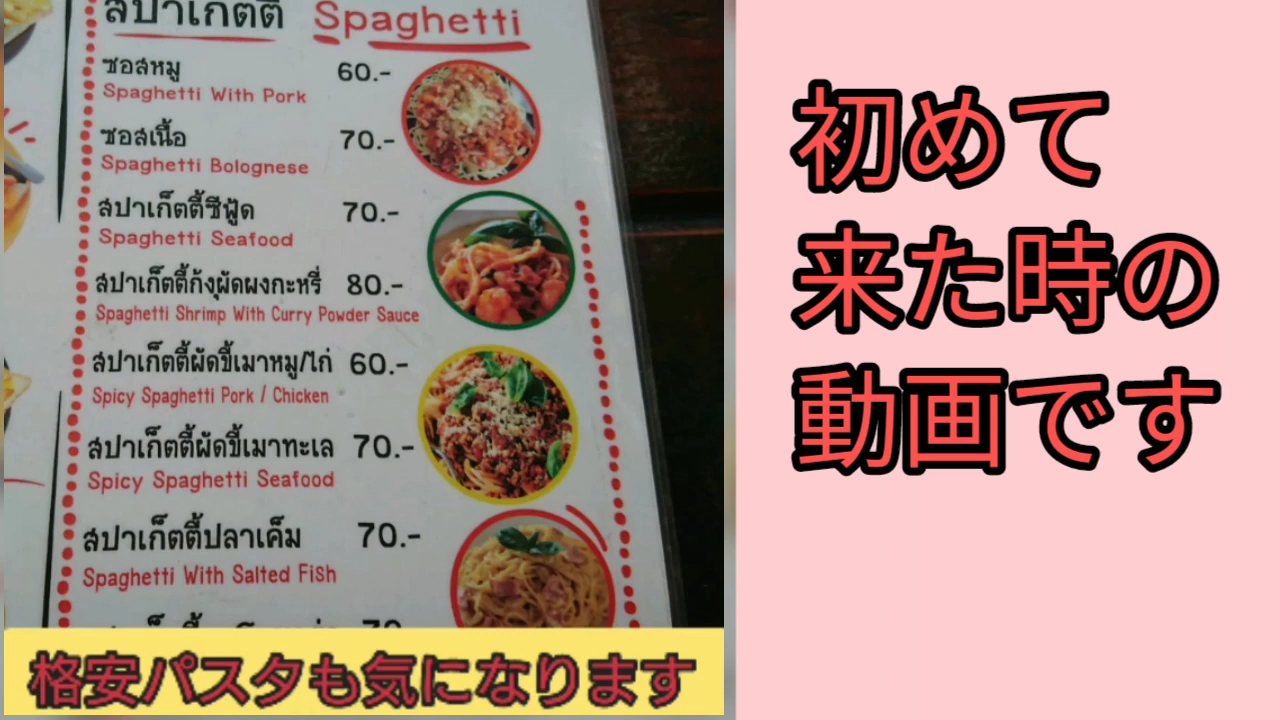 สปาเก็ตตี้ Spaghetti
ซอสหมู 60.-
Spaghetti With Pork
ซอสเนื้อ 70.-
Spaghetti Bolognese
สปาเก็ตตี้ซีฟู้ด 70.-
Spaghetti Seafood
สปาเก็ตตี้กุ้งผัดผงกะหรี่ 80.-
Spaghetti Shrimp With Curry Powder Sauce
สปาเก็ตตี้ผัดขี้เมาหมู/ไก่ 60.-
Spicy Spaghetti Pork / Chicken
สปาเก็ตตี้ผัดขี้เมาทะเล 70.-
Spicy Spaghetti Seafood
สปาเก็ตตี้ปลาเค็ม 70.-
Spaghetti With Salted Fish
格安パスタも気になります
初めて
来た時の
動画です